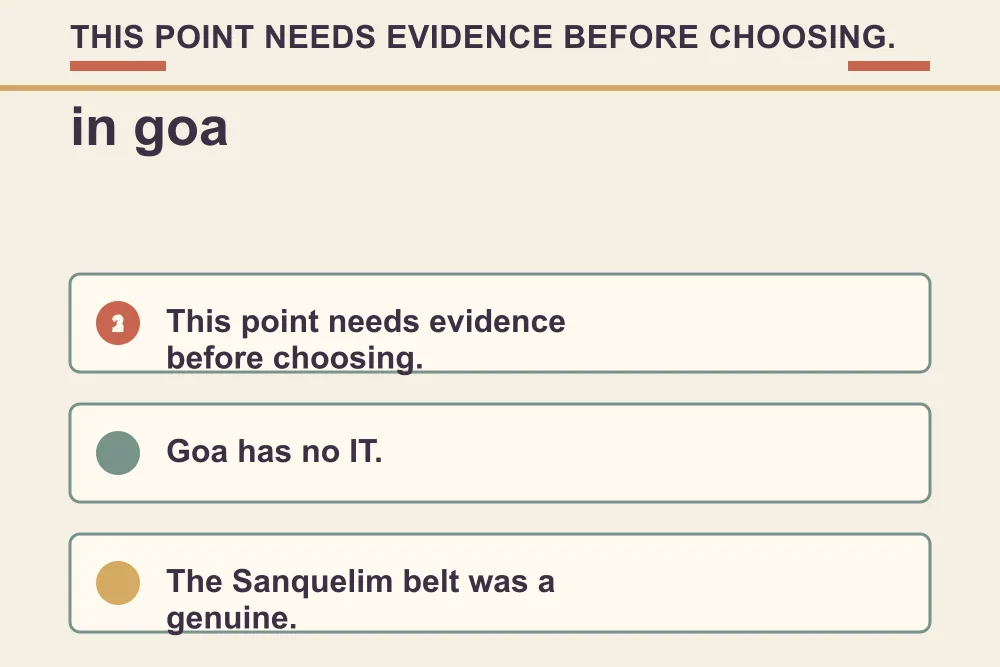 THIS POINT NEEDS EVIDENCE BEFORE CHOOSING.
in goa
This point needs evidence
before choosing.
Goa has no IT.
The Sanquelim belt was a
genuine.